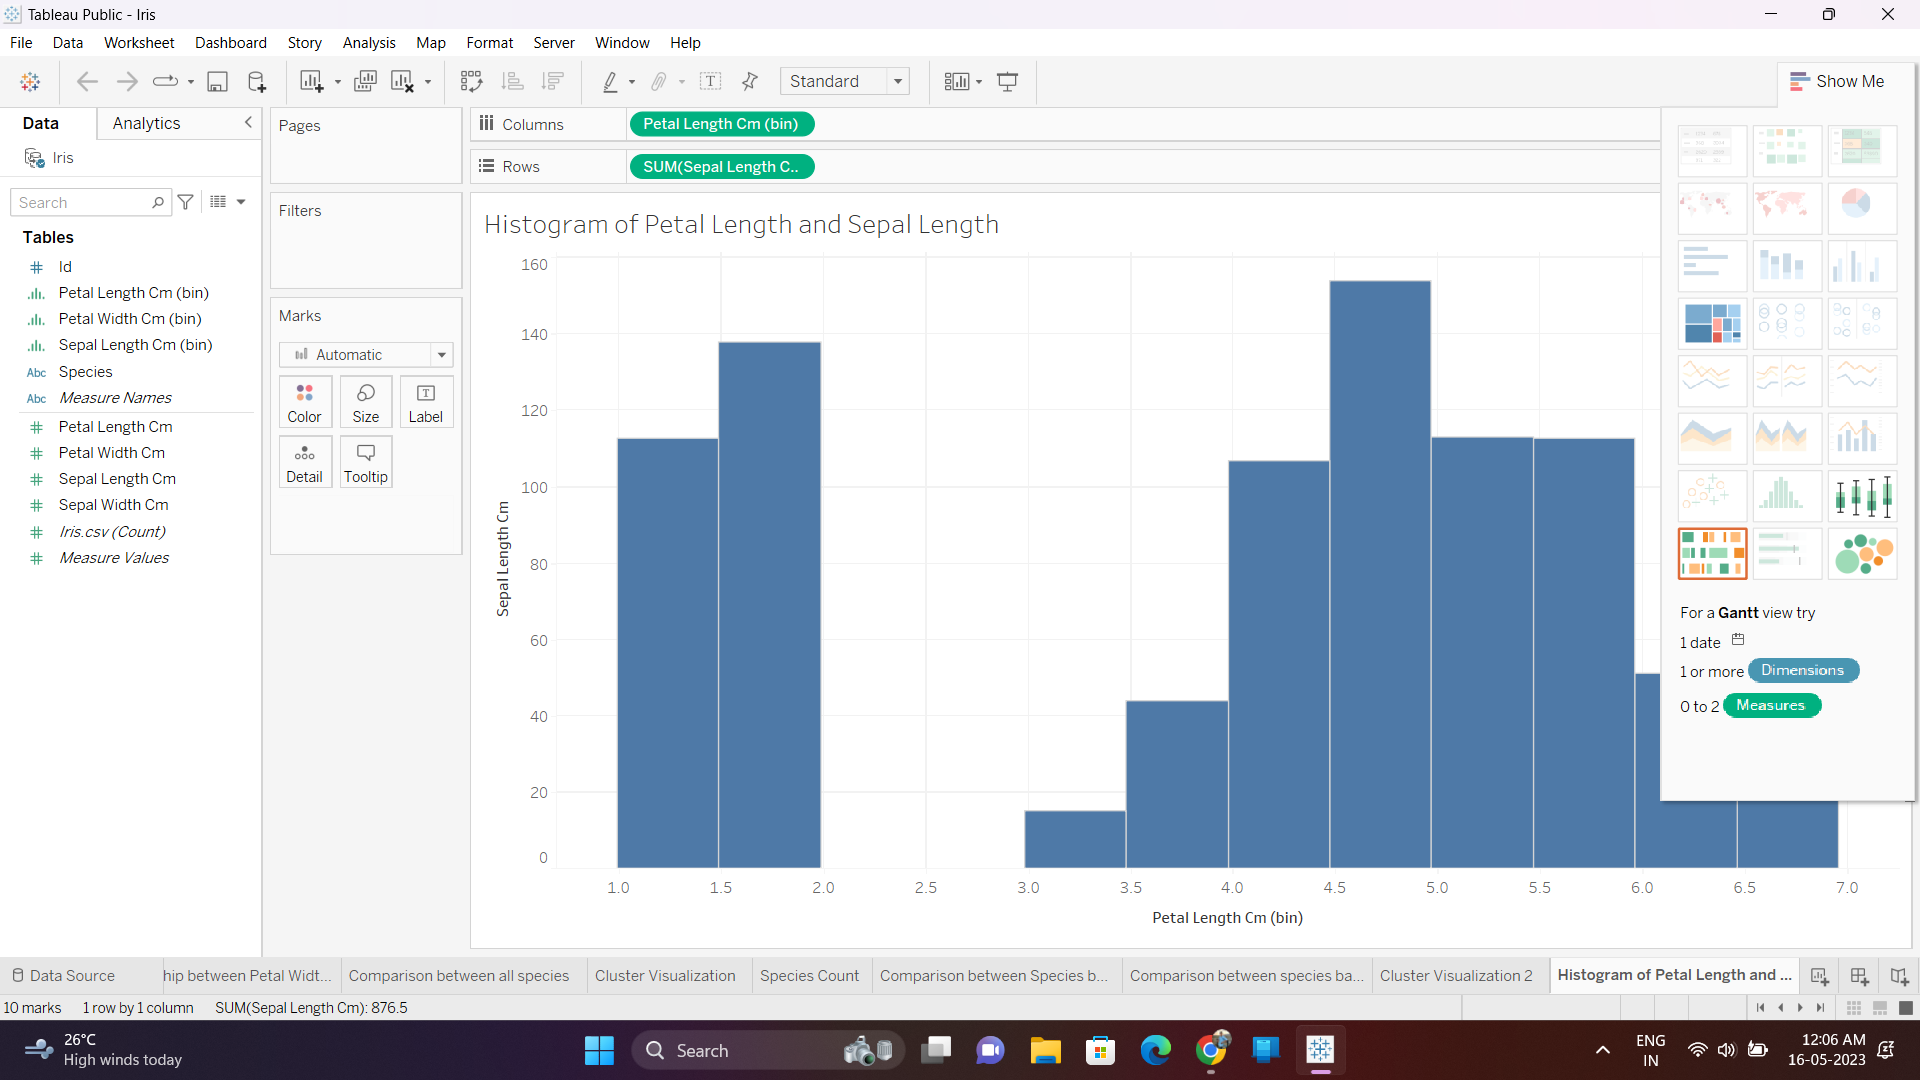 Tableau Public - Iris
File Data Worksheet Dashboard Story Analysis Map Format Server Window Help
Standard
Show Me
Data Analytics
Iris
Search
Tables
Id
Petal Length Cm (bin)
Petal Width Cm (bin)
Sepal Length Cm (bin)
Abc Species
Abc Measure Names
Petal Length Cm
Petal Width Cm
Sepal Length Cm
Sepal Width Cm
Iris.csv (Count)
Measure Values
Pages
Filters
Marks
Automatic
Color Size Label
Detail Tooltip
Columns Petal Length Cm (bin)
Rows SUM(Sepal Length C..
Histogram of Petal Length and Sepal Length
160
140
120
100
80
60
40
20
0
Sepal Length Cm
1.0 1.5 2.0 2.5 3.0 3.5 4.0 4.5 5.0 5.5 6.0 6.5 7.0
Petal Length Cm (bin)
For a Gantt view try
1 date
1 or more Dimensions
0 to 2 Measures
Data Source hip between Petal Widt... Comparison between all species Cluster Visualization Species Count Comparison between Species b... Comparison between species ba... Cluster Visualization 2 Histogram of Petal Length and ...
10 marks 1 row by 1 column SUM(Sepal Length Cm): 876.5
26°C
High winds today
Search
ENG
IN
12:06 AM
16-05-2023